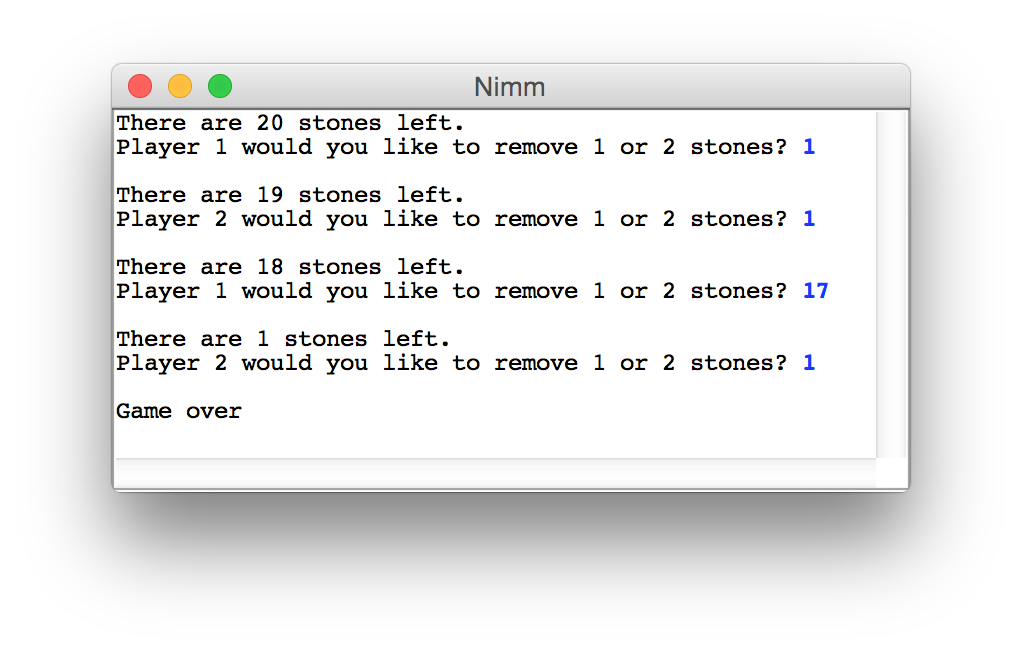 Nimm
There are 20 stones left.
Player 1 would you like to remove 1 or 2 stones? 1
There are 19 stones left.
Player 2 would you like to remove 1 or 2 stones? 1
There are 18 stones left.
Player 1 would you like to remove 1 or 2 stones? 17
There are 1 stones left.
Player 2 would you like to remove 1 or 2 stones? 1
Game over